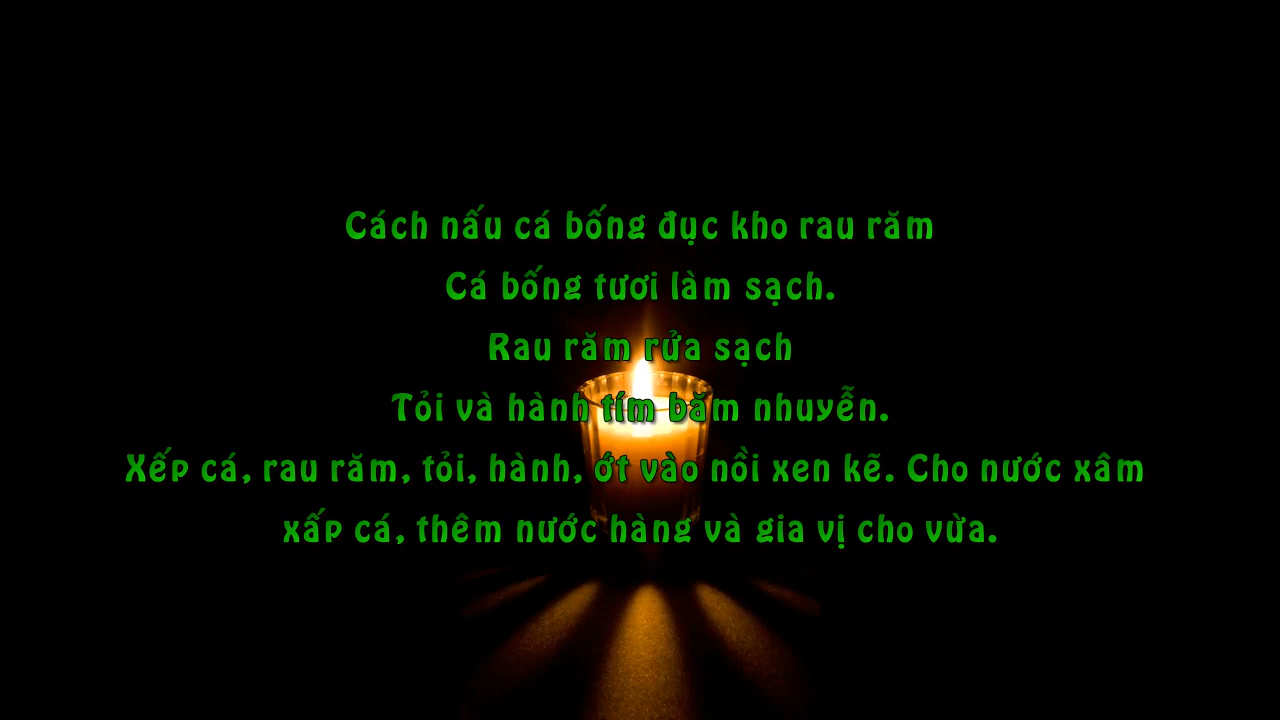 Cách nấu cá bống đục kho rau răm
Cá bống tươi làm sạch.
Rau răm rửa sạch
Tỏi và hành tím băm nhuyễn.
Xếp cá, rau răm, tỏi, hành, ớt vào nồi xen kẽ. Cho nước xâm
xấp cá, thêm nước hàng và gia vị cho vừa.